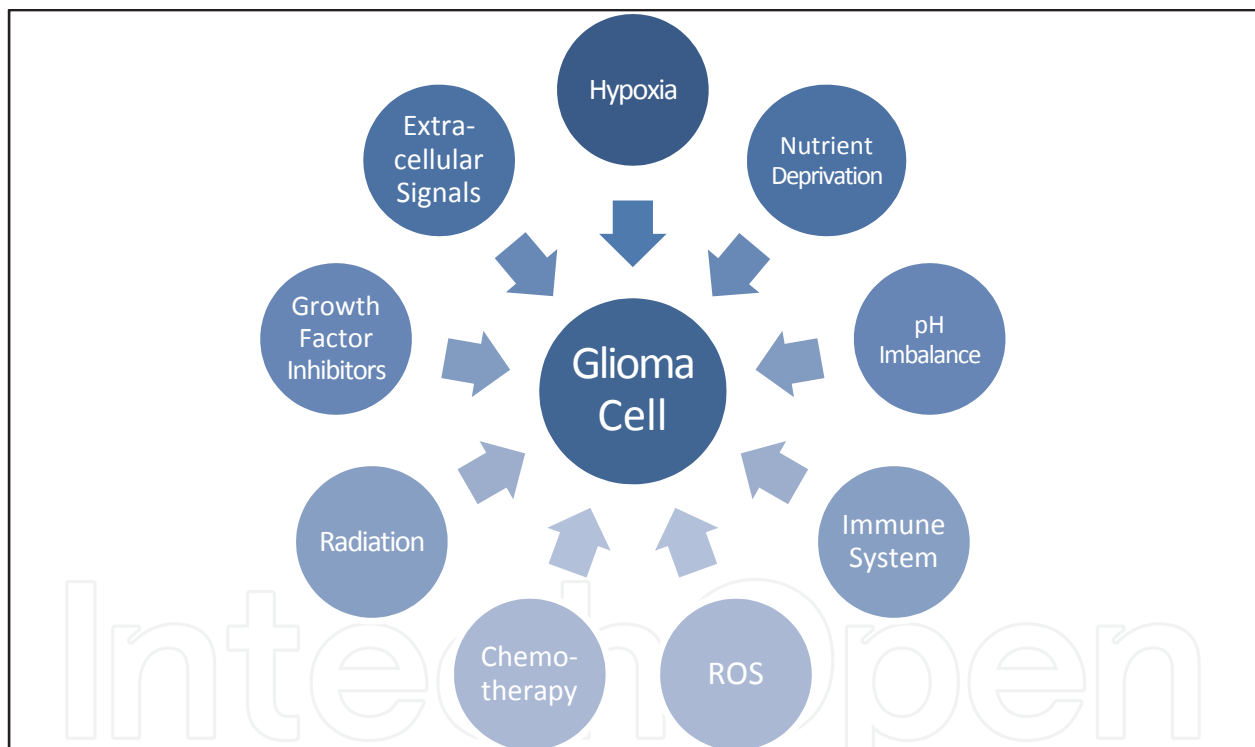 Hypoxia
Nutrient
Deprivation
pH
Imbalance
Immune
System
ROS
Chemo-
therapy
Radiation
Growth
Factor
Inhibitors
Extra-
cellular
Signals
Glioma
Cell
IntechOpen